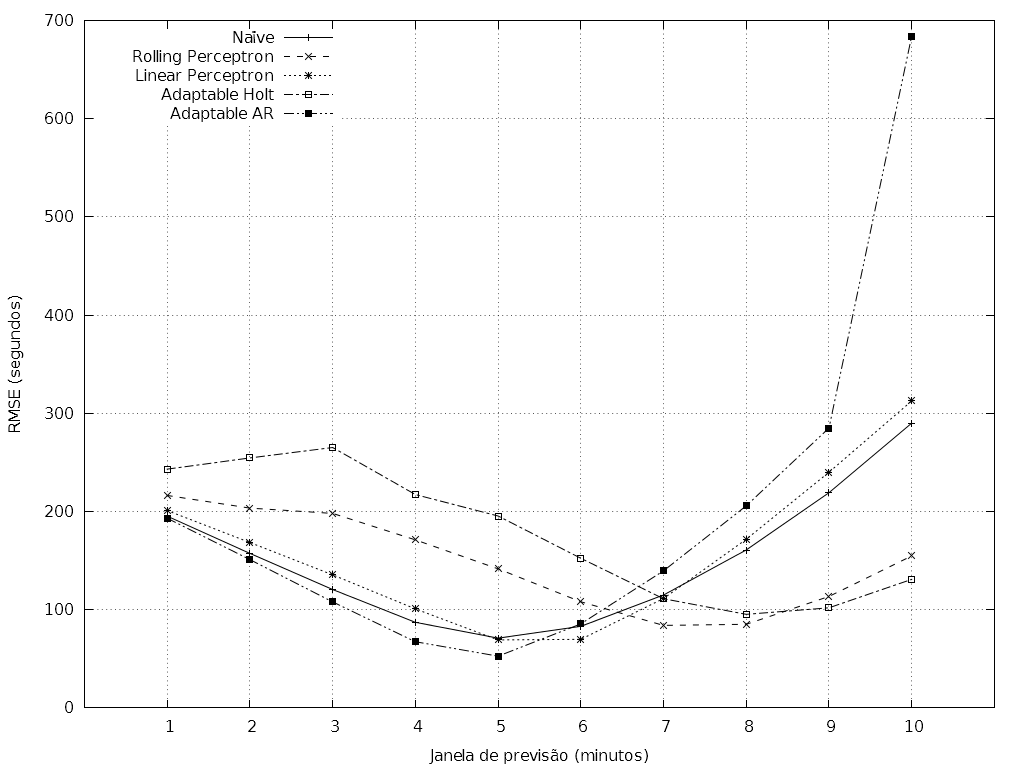 700
600
500
400
300
200
100
0
RMSE (segundos)
Naïve
Rolling Perceptron
Linear Perceptron
Adaptable Holt
Adaptable AR
1 2 3 4 5 6 7 8 9 10
Janela de previsão (minutos)